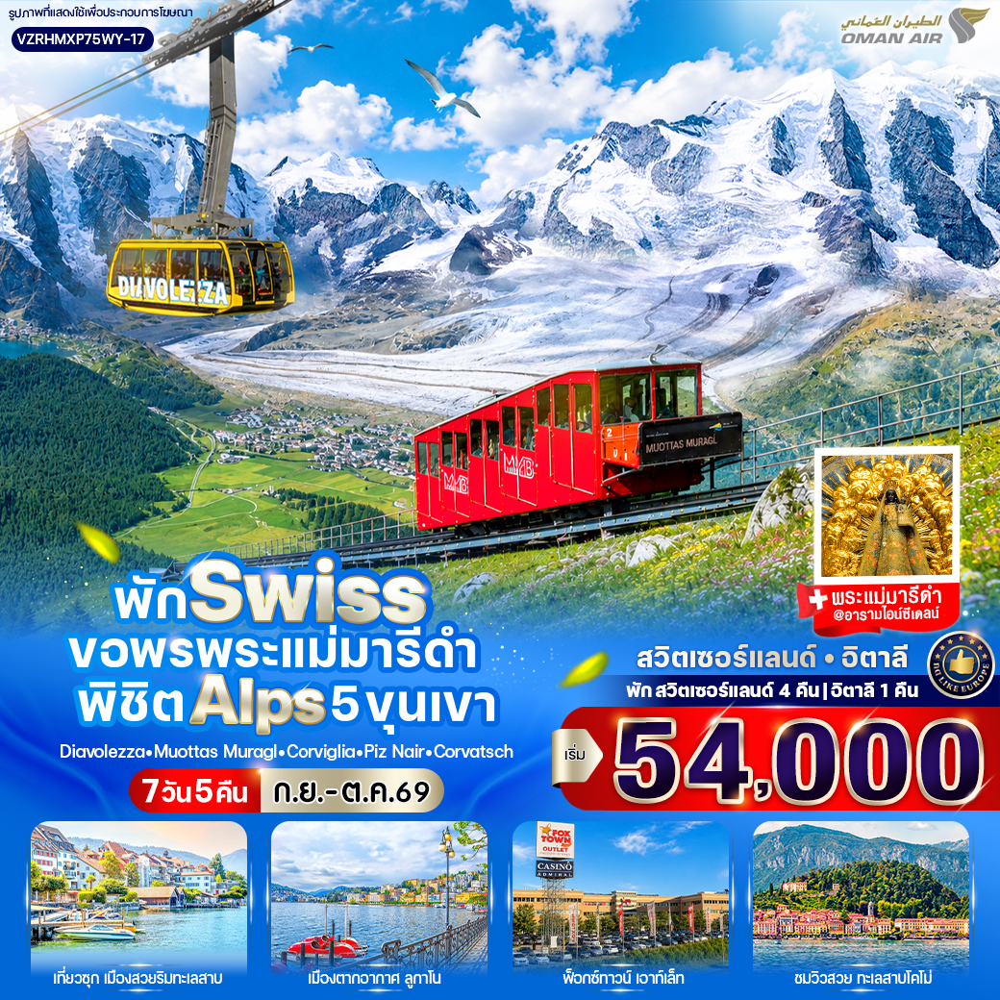 รูปภาพที่แสดงใช้เพื่อประกอบการโฆษณา
VZRHMXP75WY-17
الطيران العماني
OMAN AIR
DIAVOLEZZA
2
MUOTTAS MURAGL
MMB
MMB
พระแม่มารีดำ
@อารามไอน์ซีเดลน์
พัก Swiss
ขอพรพระแม่มารีดำ
พิชิต Alps 5 ขุนเขา
Diavolezza•Muottas Muragl•Corviglia•Piz Nair•Corvatsch
7 วัน 5 คืน
ก.ย.-ต.ค.69
สวิตเซอร์แลนด์ • อิตาลี
พัก สวิตเซอร์แลนด์ 4 คืน | อิตาลี 1 คืน
LIKE EUROPE
เริ่ม
54,000
FOX
TOWN
OUTLET
CASINÒ
ADMIRAL
เที่ยวซุก เมืองสวยริมทะเลสาบ
เมืองตากอากาศ ลูกาโน
ฟ็อกซ์ทาวน์ เอาท์เล็ท
ชมวิวสวย ทะเลสาบโคโม่